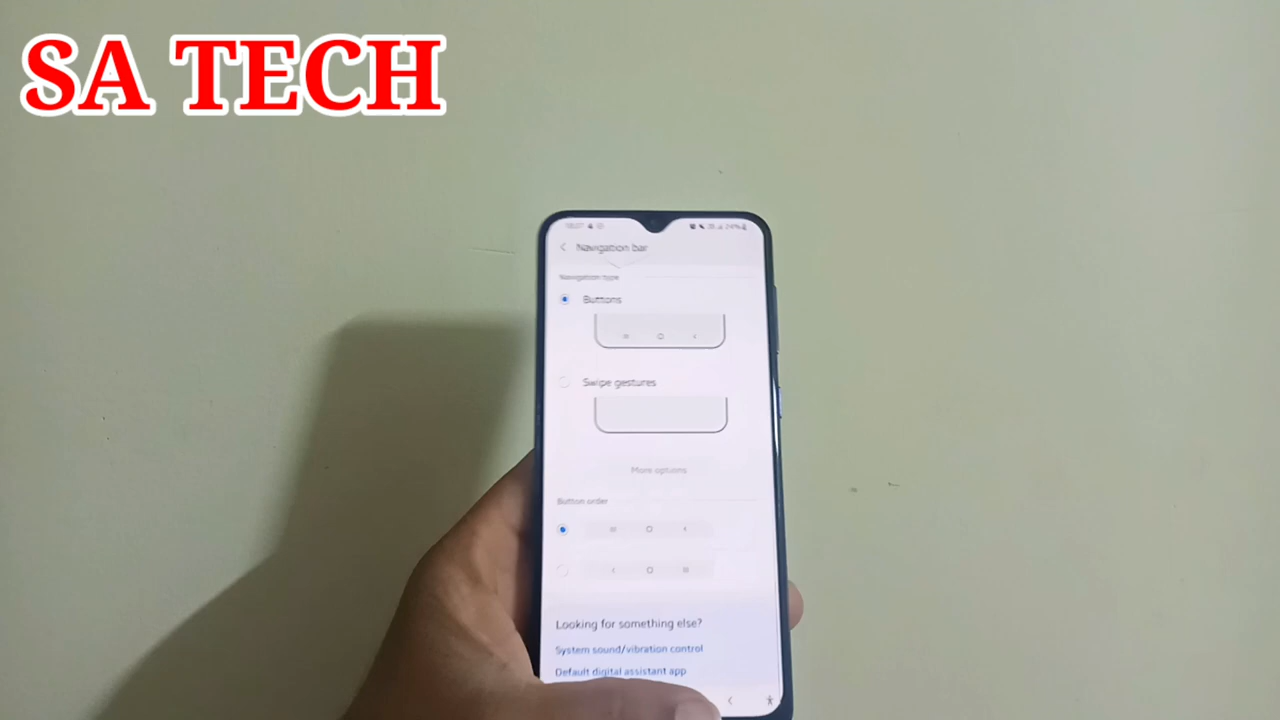 SA TECH
Navigation bar
Navigation type
Buttons
Swipe gestures
More options
Button order
Looking for something else?
System sound/vibration control
Default digital assistant app